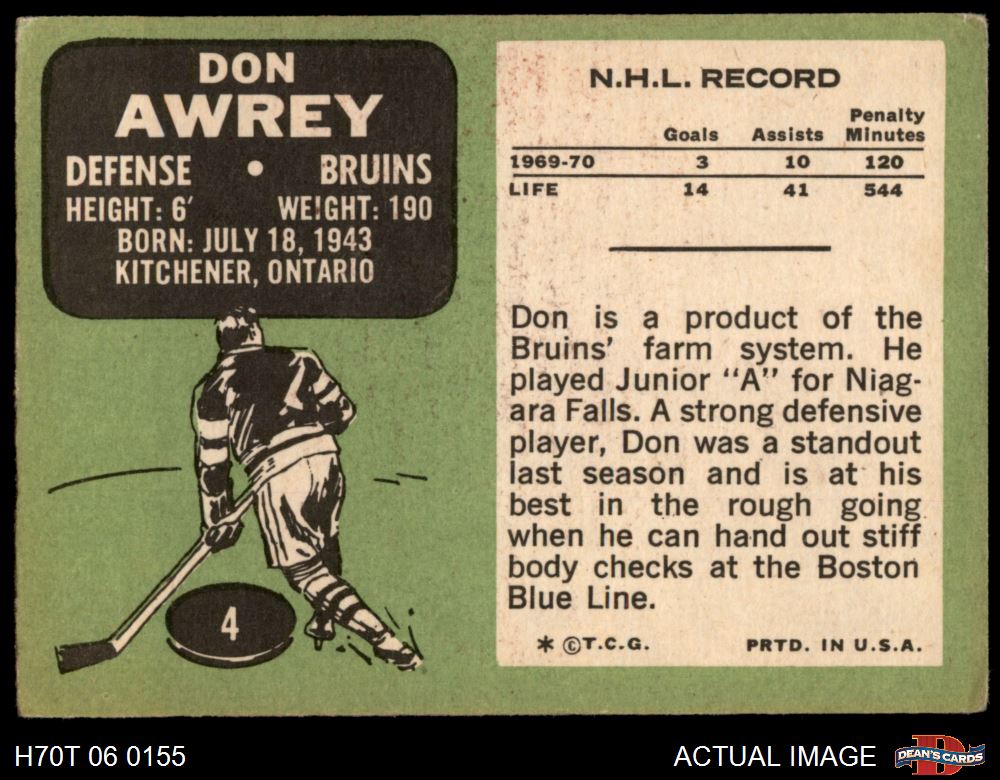 DON
AWREY
DEFENSE • BRUINS
HEIGHT: 6' WEIGHT: 190
BORN: JULY 18, 1943
KITCHENER, ONTARIO
4
N.H.L. RECORD
Goals Assists Penalty Minutes
1969-70 3 10 120
LIFE 14 41 544
Don is a product of the
Bruins' farm system. He
played Junior "A" for Niag-
ara Falls. A strong defensive
player, Don was a standout
last season and is at his
best in the rough going
when he can hand out stiff
body checks at the Boston
Blue Line.
* ©T.C.G. PRTD. IN U.S.A.
H70T 06 0155 ACTUAL IMAGE
D
DEAN'S CARDS